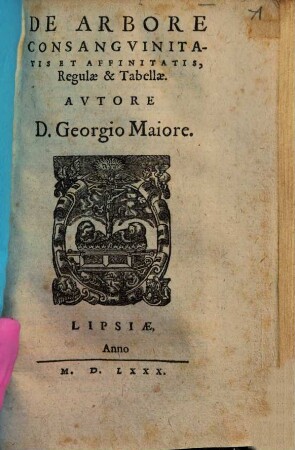 DE ARBORE
CONSANGVINITA-
TIS ET AFFINITATIS,
Regulæ & Tabellæ.
AVTORE
D. Georgio Maiore.
LIPSIÆ,
Anno
M. D. LXXX.